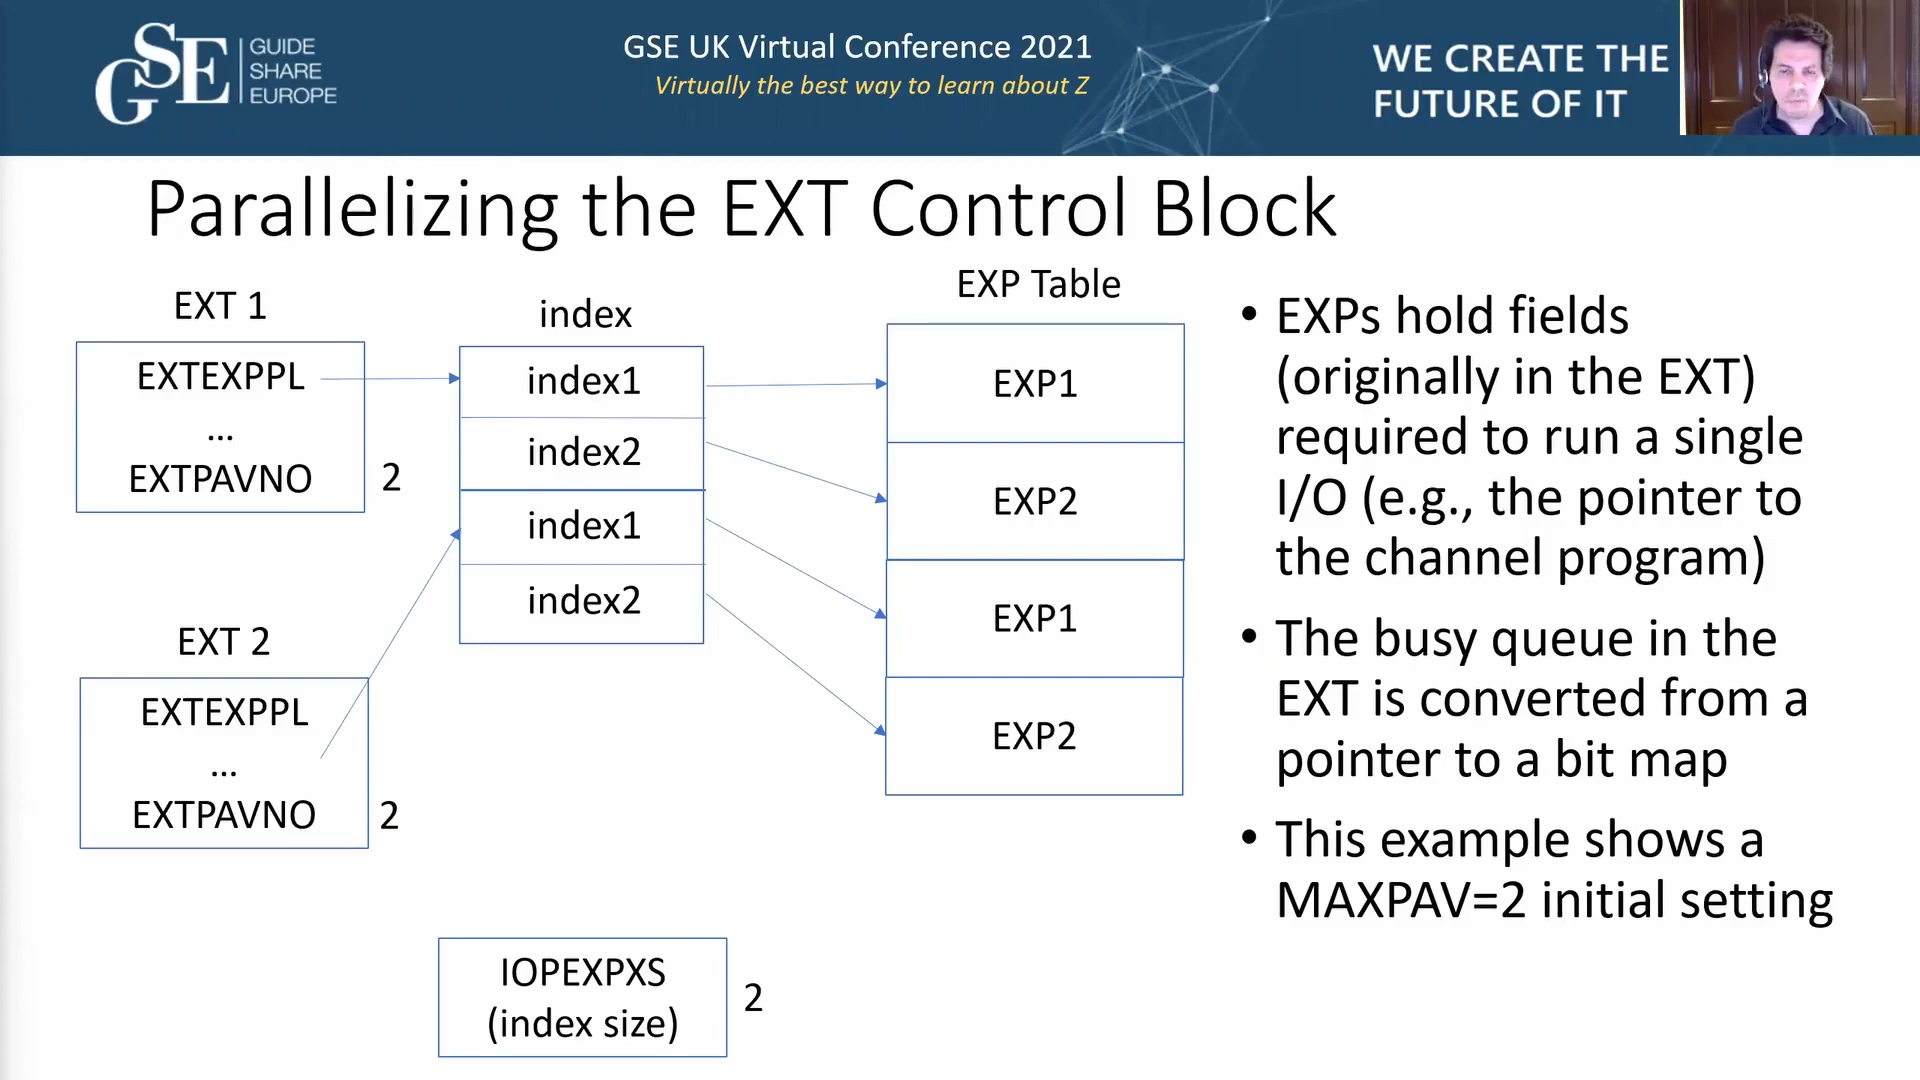 GSE
GUIDE
SHARE
EUROPE
GSE UK Virtual Conference 2021
Virtually the best way to learn about Z
WE CREATE THE
FUTURE OF IT
Parallelizing the EXT Control Block
EXT 1
EXTEXPPL
...
EXTPAVNO
2
EXT 2
EXTEXPPL
...
EXTPAVNO
2
index
index1
index2
index1
index2
IOPEXPXS
(index size)
2
EXP Table
EXP1
EXP2
EXP1
EXP2
• EXPs hold fields
(originally in the EXT)
required to run a single
I/O (e.g., the pointer to
the channel program)
• The busy queue in the
EXT is converted from a
pointer to a bit map
• This example shows a
MAXPAV=2 initial setting